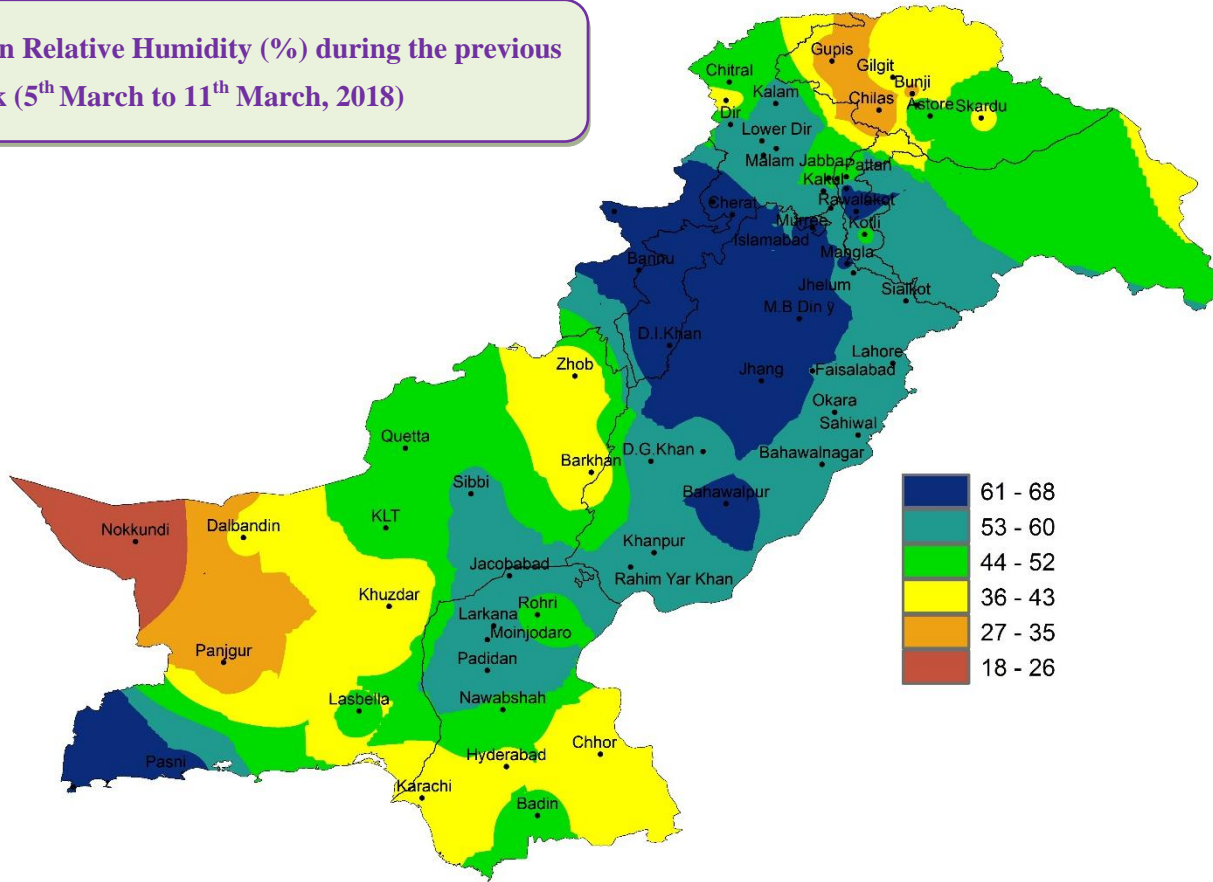 n Relative Humidity (%) during the previous
k (5th March to 11th March, 2018)
Gupis
Gilgit
Bunji
Chitral
Kalam
Chilas
Astore
Skardu
Dir
Lower Dir
Malam
Jabba
Pattan
Kakul
Cherat
Rawalakot
Murree
Kotli
Islamabad
Mangla
Bannu
Jhelum
Sialkot
M.B Din ÿ
D.I.Khan
Lahore
Zhob
Faisalabad
Jhang
Okara
Sahiwal
Quetta
D.G.Khan
Bahawalnagar
Barkhan
Sibbi
Bahawalpur
Nokkundi
Dalbandin
KLT
Khanpur
Jacobabad
Rahim Yar Khan
Khuzdar
Rohri
Larkana
Moinjodaro
Panjgur
Padidan
Lasbeila
Nawabshah
Pasni
Hyderabad
Chhor
Karachi
Badin
61 - 68
53 - 60
44 - 52
36 - 43
27 - 35
18 - 26